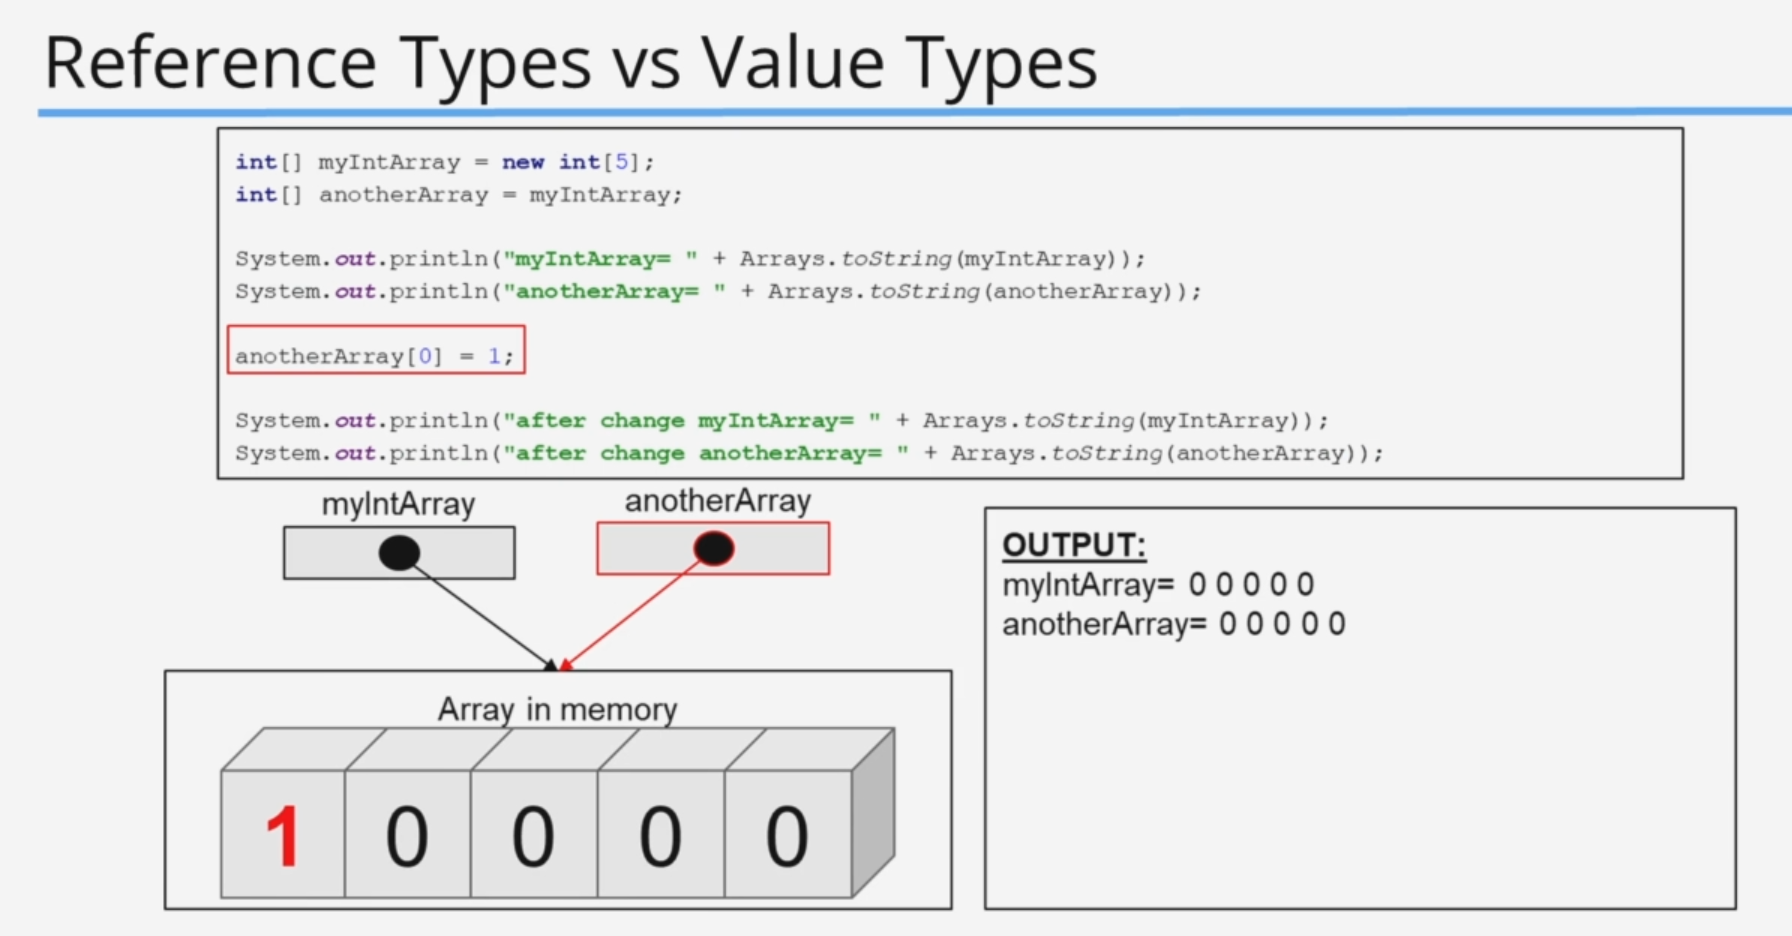 Reference Types vs Value Types
int[] myIntArray = new int[5];
int[] anotherArray = myIntArray;
System.out.println("myIntArray= " + Arrays.toString(myIntArray));
System.out.println("anotherArray= " + Arrays.toString(anotherArray));
anotherArray[0] = 1;
System.out.println("after change myIntArray= " + Arrays.toString(myIntArray));
System.out.println("after change anotherArray= " + Arrays.toString(anotherArray));
myIntArray
anotherArray
Array in memory
1 0 0 0 0
OUTPUT:
myIntArray= 0 0 0 0 0
anotherArray= 0 0 0 0 0